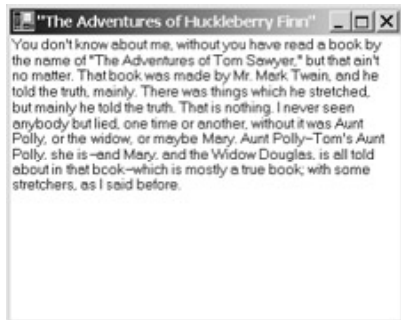 "The Adventures of Huckleberry Finn"
You don't know about me, without you have read a book by
the name of "The Adventures of Tom Sawyer," but that ain't
no matter. That book was made by Mr. Mark Twain, and he
told the truth, mainly. There was things which he stretched,
but mainly he told the truth. That is nothing. I never seen
anybody but lied, one time or another, without it was Aunt
Polly, or the widow, or maybe Mary. Aunt Polly—Tom's Aunt
Polly, she is—and Mary, and the Widow Douglas, is all told
about in that book—which is mostly a true book; with some
stretchers, as I said before.